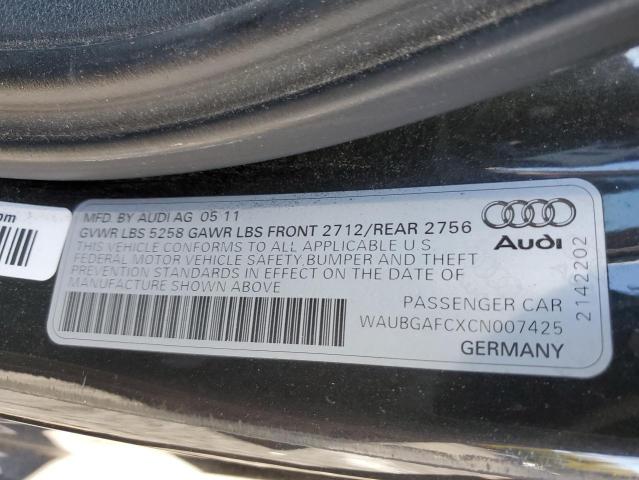 om
MFD. BY AUDI AG 05 11
GVWR LBS 5258 GAWR LBS FRONT 2712/REAR 2756
THIS VEHICLE CONFORMS TO ALL APPLICABLE U.S.
FEDERAL MOTOR VEHICLE SAFETY, BUMPER AND THEFT
PREVENTION STANDARDS IN EFFECT ON THE DATE OF
MANUFACTURE SHOWN ABOVE
Audi
PASSENGER CAR
WAUBGAFCXCN007425
GERMANY
2142202